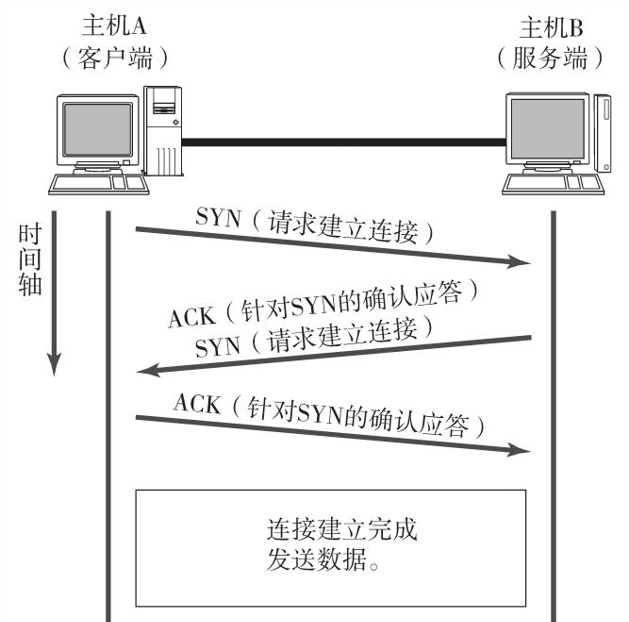 主机A
（客户端）
主机B
（服务端）
时间轴
SYN（请求建立连接）
ACK（针对SYN的确认应答）
SYN（请求建立连接）
ACK（针对SYN的确认应答）
连接建立完成
发送数据。